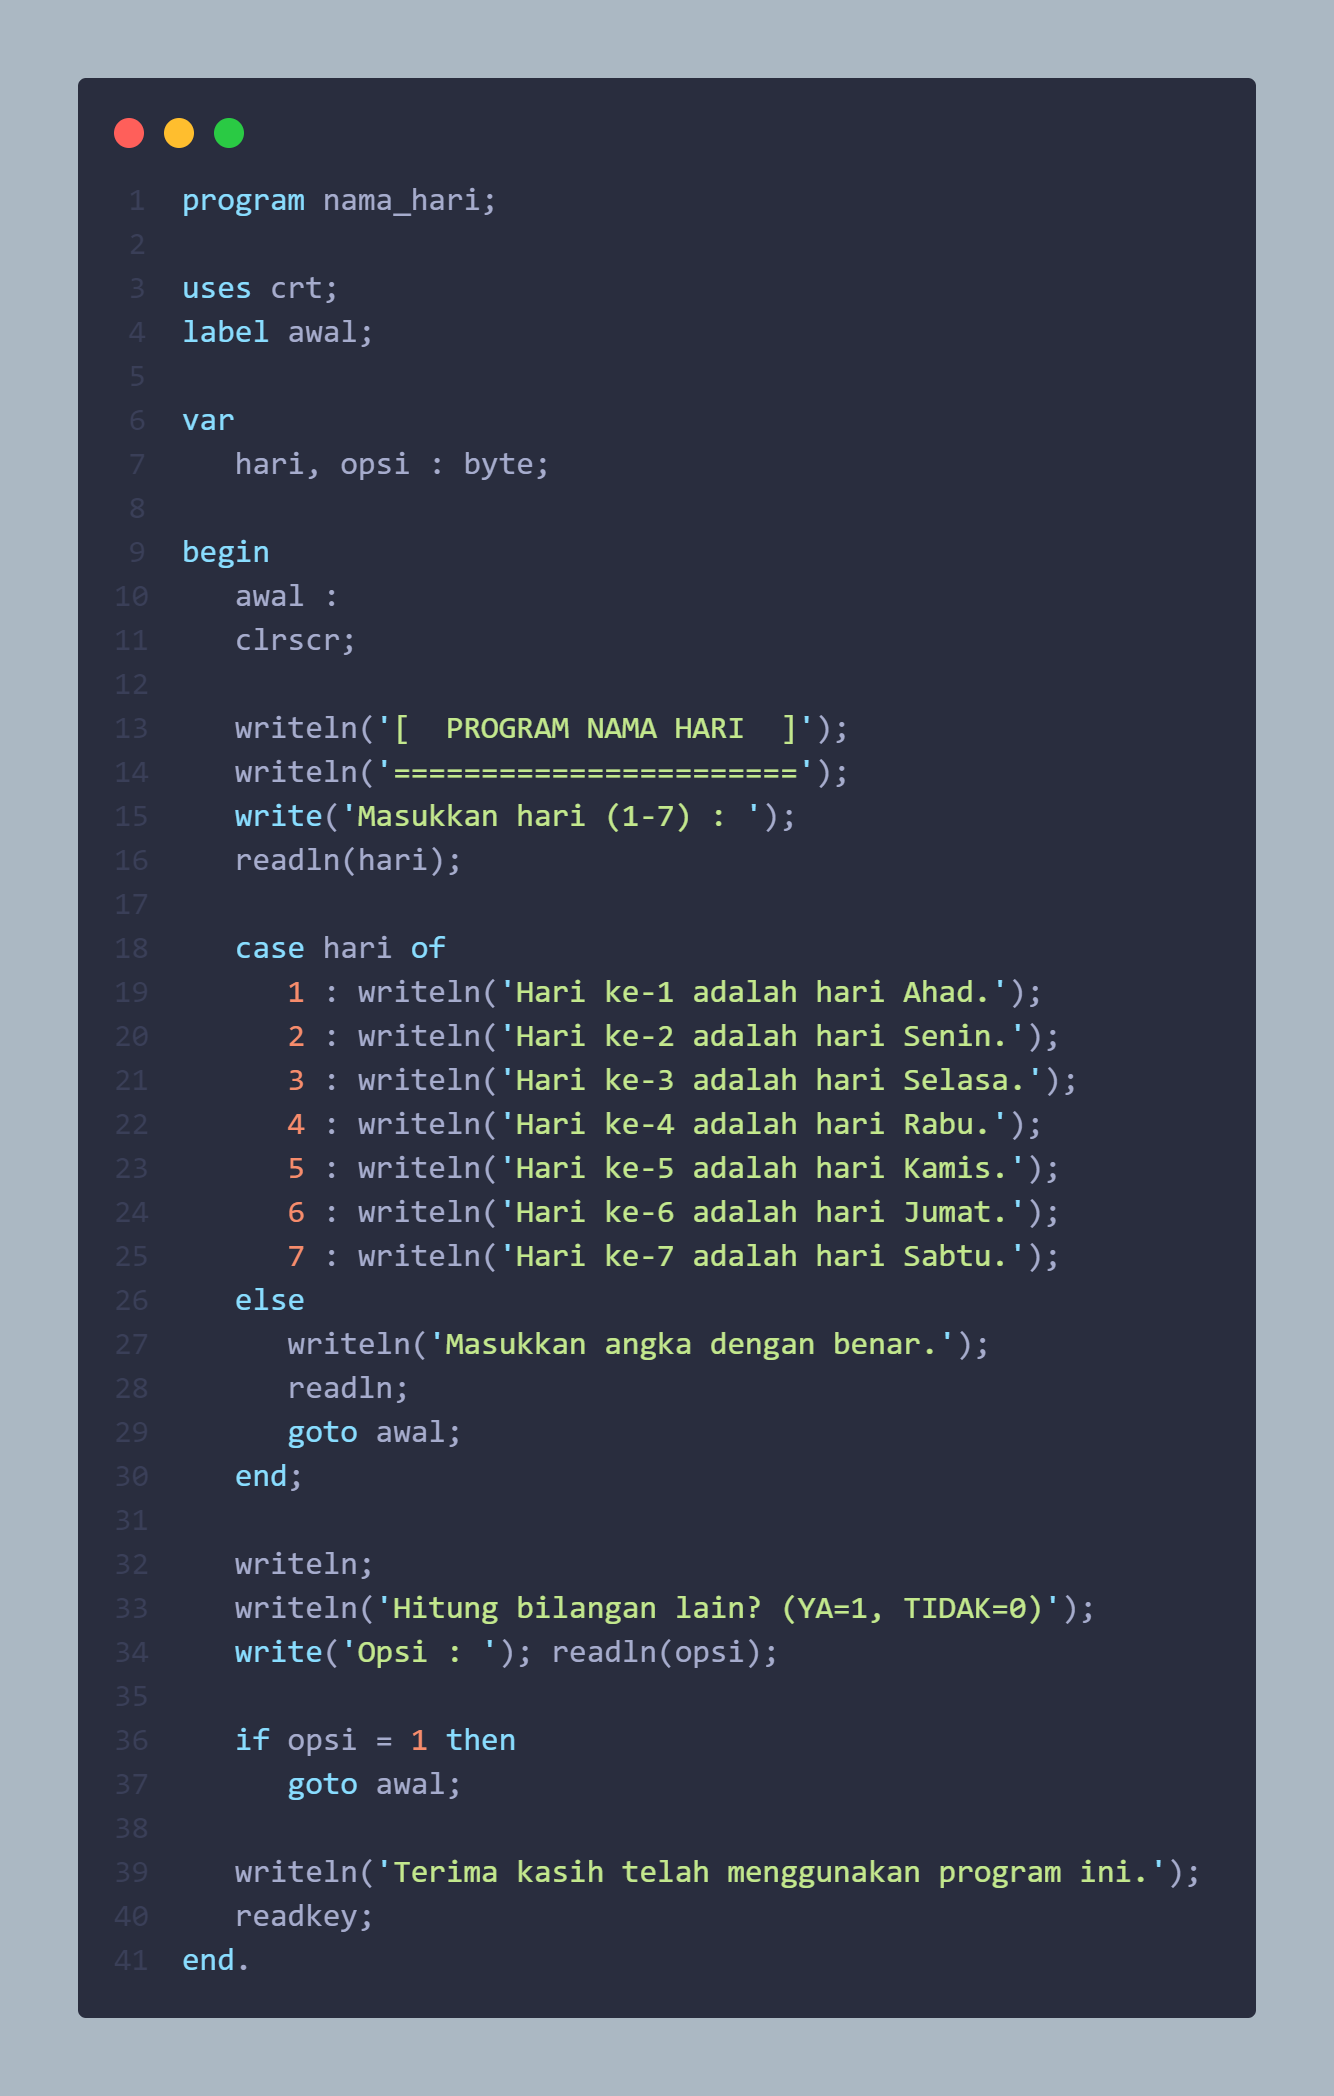 1 program nama_hari;
2
3 uses crt;
4 label awal;
5
6 var
7    hari, opsi : byte;
8
9 begin
10    awal :
11    clrscr;
12
13    writeln('[  PROGRAM NAMA HARI  ]');
14    writeln('=======================');
15    write('Masukkan hari (1-7) : ');
16    readln(hari);
17
18    case hari of
19       1 : writeln('Hari ke-1 adalah hari Ahad.');
20       2 : writeln('Hari ke-2 adalah hari Senin.');
21       3 : writeln('Hari ke-3 adalah hari Selasa.');
22       4 : writeln('Hari ke-4 adalah hari Rabu.');
23       5 : writeln('Hari ke-5 adalah hari Kamis.');
24       6 : writeln('Hari ke-6 adalah hari Jumat.');
25       7 : writeln('Hari ke-7 adalah hari Sabtu.');
26    else
27       writeln('Masukkan angka dengan benar.');
28       readln;
29       goto awal;
30    end;
31
32    writeln;
33    writeln('Hitung bilangan lain? (YA=1, TIDAK=0)');
34    write('Opsi : '); readln(opsi);
35
36    if opsi = 1 then
37       goto awal;
38
39    writeln('Terima kasih telah menggunakan program ini.');
40    readkey;
41 end.